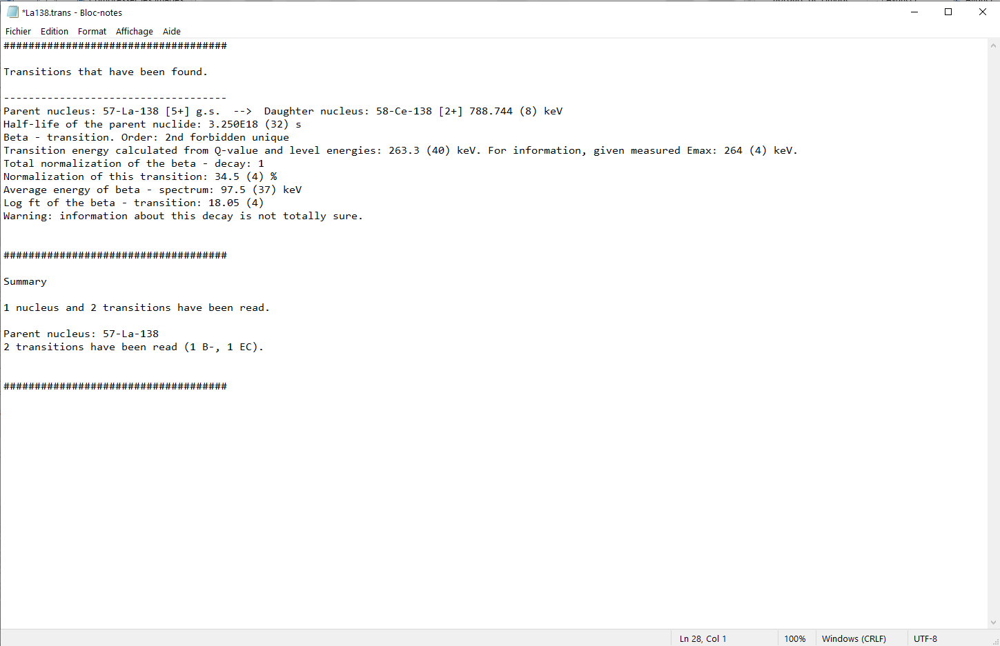 *La138.trans - Bloc-notes
Fichier Edition Format Affichage Aide
####################################
Transitions that have been found.
------------------------------------
Parent nucleus: 57-La-138 [5+] g.s.  -->  Daughter nucleus: 58-Ce-138 [2+] 788.744 (8) keV
Half-life of the parent nuclide: 3.250E18 (32) s
Beta - transition. Order: 2nd forbidden unique
Transition energy calculated from Q-value and level energies: 263.3 (40) keV. For information, given measured Emax: 264 (4) keV.
Total normalization of the beta - decay: 1
Normalization of this transition: 34.5 (4) %
Average energy of beta - spectrum: 97.5 (37) keV
Log ft of the beta - transition: 18.05 (4)
Warning: information about this decay is not totally sure.
####################################
Summary
1 nucleus and 2 transitions have been read.
Parent nucleus: 57-La-138
2 transitions have been read (1 B-, 1 EC).
####################################
Ln 28, Col 1 100% Windows (CRLF) UTF-8